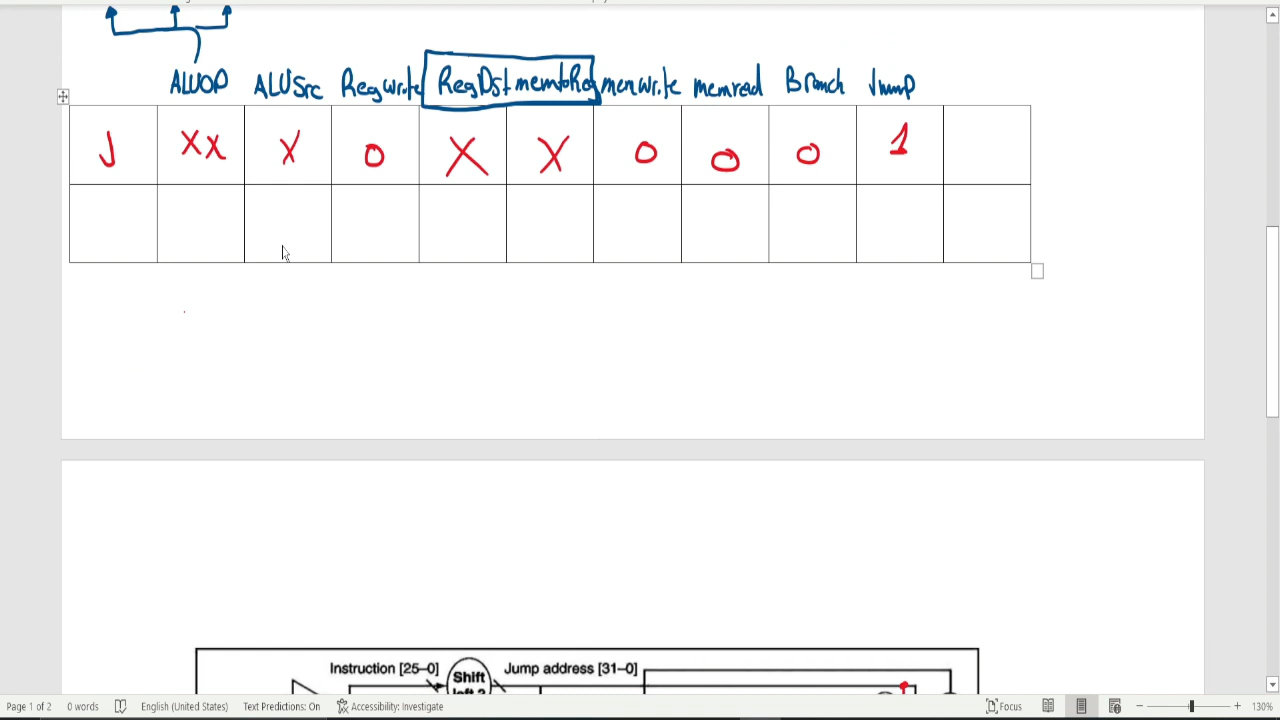 ALUOP ALUSrc RegWrite RegDst memtoReg memWrite memread Branch Jump
J XX X 0 X X 0 0 0 1
Instruction [25–0] Shift Jump address [31–0]
left 2
Page 1 of 2 0 words English (United States) Text Predictions: On Accessibility: Investigate Focus 130%